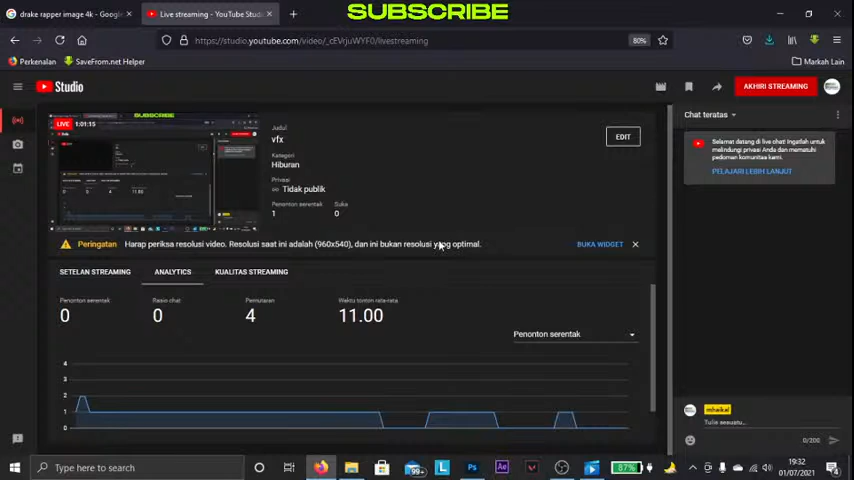 drake rapper image 4k - Google
Live streaming - YouTube Studio
SUBSCRIBE
https://studio.youtube.com/video/_cEVrjuWYF0/livestreaming
80%
Perkenalan
SaveFrom.net Helper
Markah Lain
Studio
AKHIRI STREAMING
LIVE 1:01:15
Judul
vfx
EDIT
Kategori
Hiburan
Privasi
Tidak publik
Penonton serentak
Suka
1
0
Chat teratas
Selamat datang di live chat! Ingatlah untuk
melindungi privasi Anda dan mematuhi
pedoman komunitas kami.
PELAJARI LEBIH LANJUT
Peringatan
Harap periksa resolusi video. Resolusi saat ini adalah (960x540), dan ini bukan resolusi yang optimal.
BUKA WIDGET
SETELAN STREAMING
ANALYTICS
KUALITAS STREAMING
Penonton serentak
Rasio chat
Pemutaran
Waktu tonton rata-rata
0
0
4
11.00
Penonton serentak
4
3
2
1
0
mhaikal
Tulis sesuatu...
0/200
Type here to search
99+
87%
19:32
01/07/2021
4